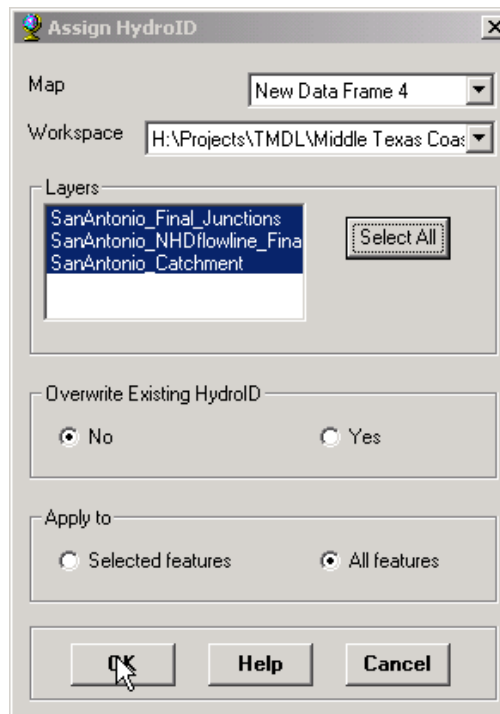 Assign HydroID
Map
New Data Frame 4
Workspace
H:\Projects\TMDL\Middle Texas Coas
Layers
SanAntonio_Final_Junctions
SanAntonio_NHDflowline_Fina
SanAntonio_Catchment
Select All
Overwrite Existing HydroID
No
Yes
Apply to
Selected features
All features
OK
Help
Cancel